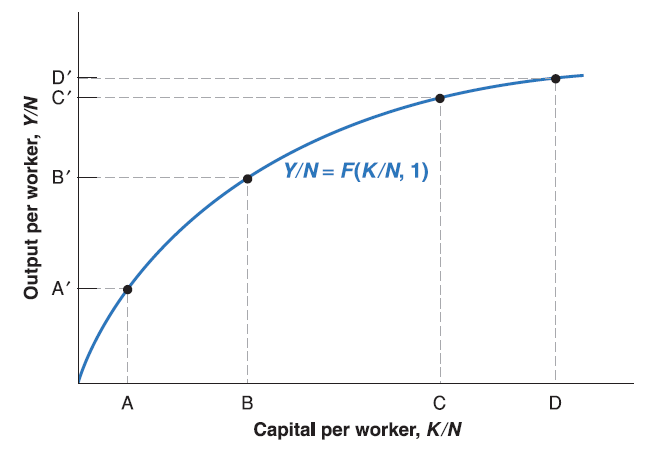 D′
C′
B′
A′
Output per worker, Y/N
Y/N = F(K/N, 1)
A
B
C
D
Capital per worker, K/N